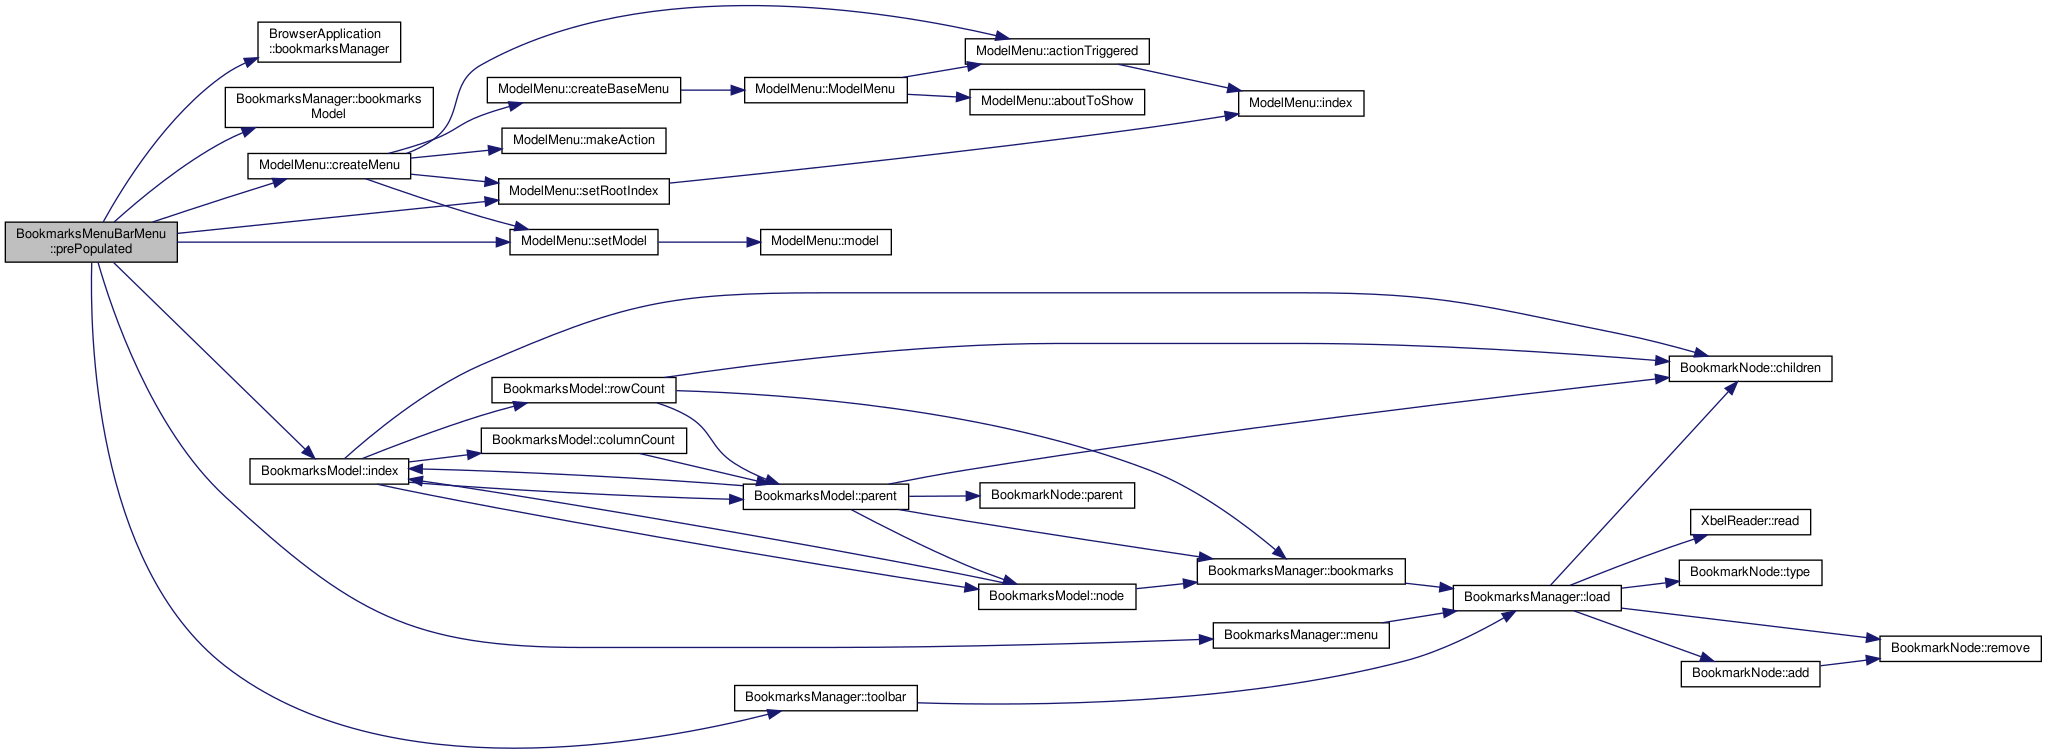 BrowserApplication
::bookmarksManager
BookmarksManager::bookmarks
Model
ModelMenu::createMenu
BookmarksMenuBarMenu
::prePopulated
ModelMenu::createBaseMenu
ModelMenu::makeAction
ModelMenu::setRootIndex
ModelMenu::setModel
ModelMenu::ModelMenu
ModelMenu::model
ModelMenu::actionTriggered
ModelMenu::aboutToShow
ModelMenu::index
BookmarksModel::index
BookmarksModel::rowCount
BookmarksModel::columnCount
BookmarksModel::parent
BookmarkNode::parent
BookmarksModel::node
BookmarksManager::bookmarks
BookmarksManager::menu
BookmarksManager::toolbar
BookmarksManager::load
BookmarkNode::children
XbelReader::read
BookmarkNode::type
BookmarkNode::add
BookmarkNode::remove